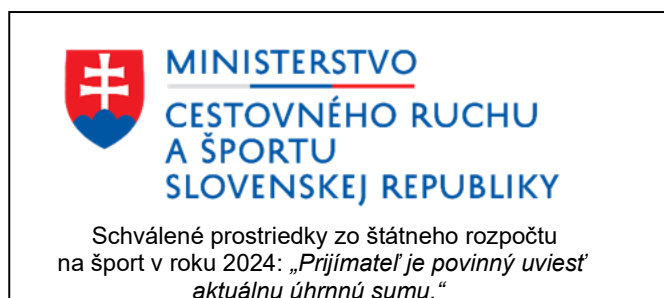 MINISTERSTVO
CESTOVNÉHO RUCHU
A ŠPORTU
SLOVENSKEJ REPUBLIKY
Schválené prostriedky zo štátneho rozpočtu
na šport v roku 2024: „Prijímateľ je povinný uviesť
aktuálnu úhrnnú sumu.“